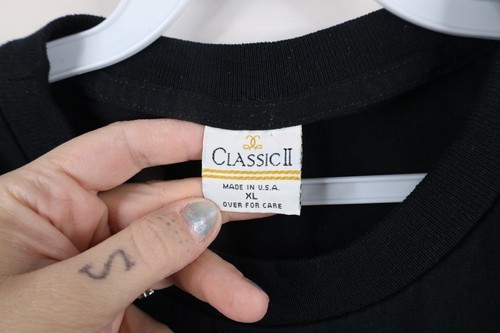 CLASSIC II
MADE IN U.S.A.
XL
OVER FOR CARE